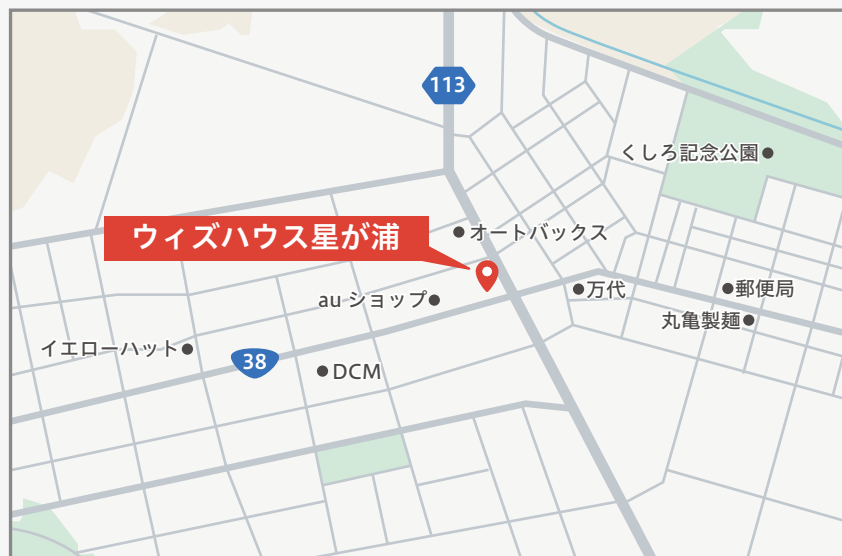 113
くしろ記念公園
ウィズハウス星が浦
オートバックス
au ショップ
万代
郵便局
丸亀製麺
イエローハット
38
DCM